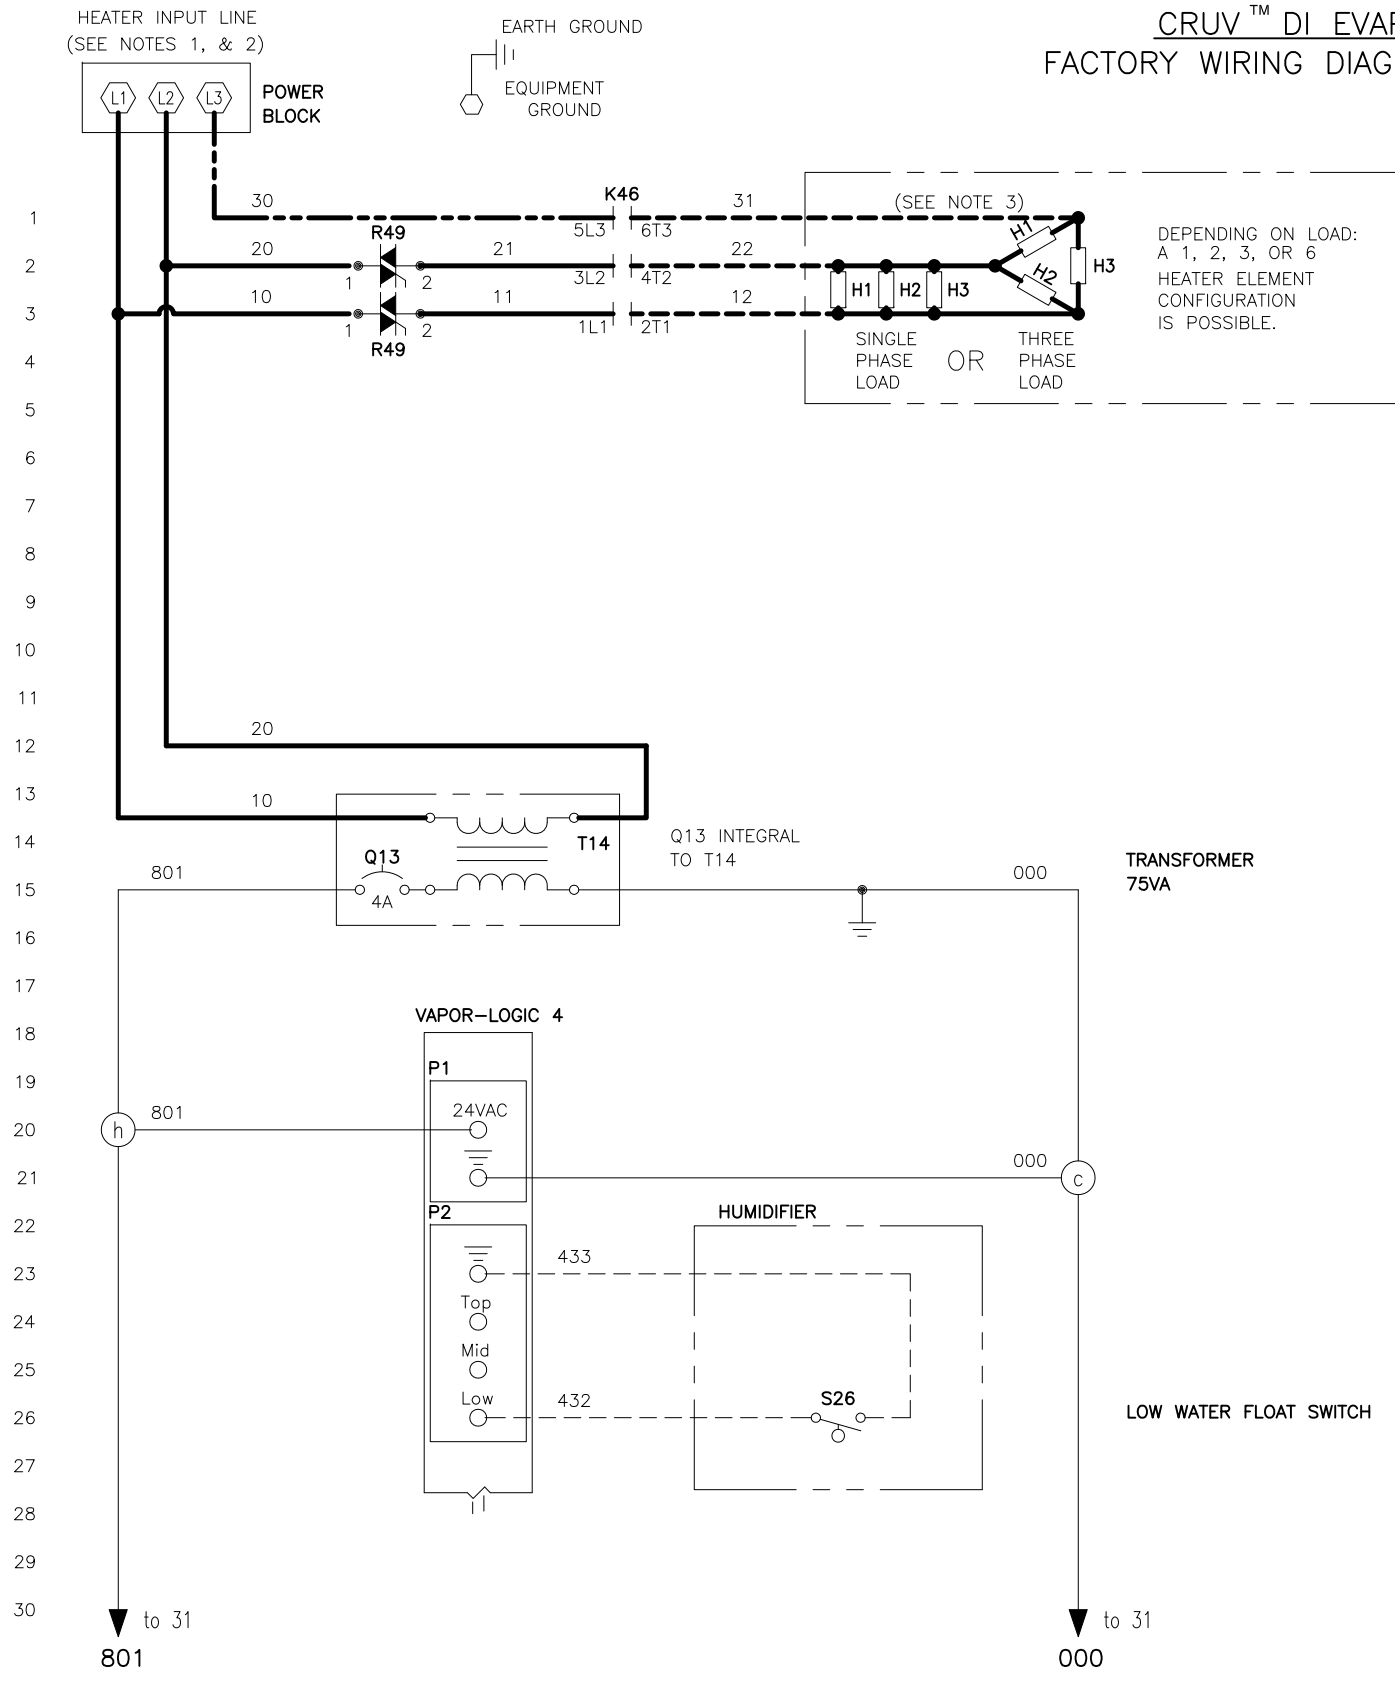 HEATER INPUT LINE
(SEE NOTES 1, & 2)
EARTH GROUND
EQUIPMENT
GROUND
CRUV™ DI EVAP
FACTORY WIRING DIAG
L1 L2 L3
POWER
BLOCK
30
K46
31
(SEE NOTE 3)
1
5L3 6T3
H1
20
R49
21
22
DEPENDING ON LOAD:
A 1, 2, 3, OR 6
HEATER ELEMENT
CONFIGURATION
IS POSSIBLE.
2
1 2
3L2 4T2
H3
H2
10
11
12
H1 H2 H3
3
1 2
1L1 2T1
R49
SINGLE
PHASE
LOAD
OR
THREE
PHASE
LOAD
4
5
6
7
8
9
10
11
20
12
13
10
14
T14
Q13 INTEGRAL
TO T14
Q13
4A
801
000
TRANSFORMER
75VA
15
16
17
VAPOR-LOGIC 4
18
19
P1
801
24VAC
20
h
000
21
c
P2
HUMIDIFIER
22
433
23
Top
24
Mid
25
Low
432
S26
26
LOW WATER FLOAT SWITCH
27
28
29
30
to 31
to 31
801
000